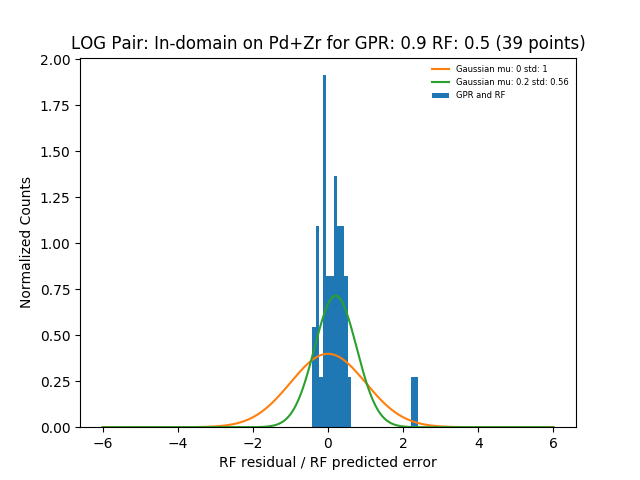 LOG Pair: In-domain on Pd+Zr for GPR: 0.9 RF: 0.5 (39 points)
Gaussian mu: 0 std: 1
Gaussian mu: 0.2 std: 0.56
GPR and RF
Normalized Counts
2.00
1.75
1.50
1.25
1.00
0.75
0.50
0.25
0.00
−6
−4
−2
0
2
4
6
RF residual / RF predicted error